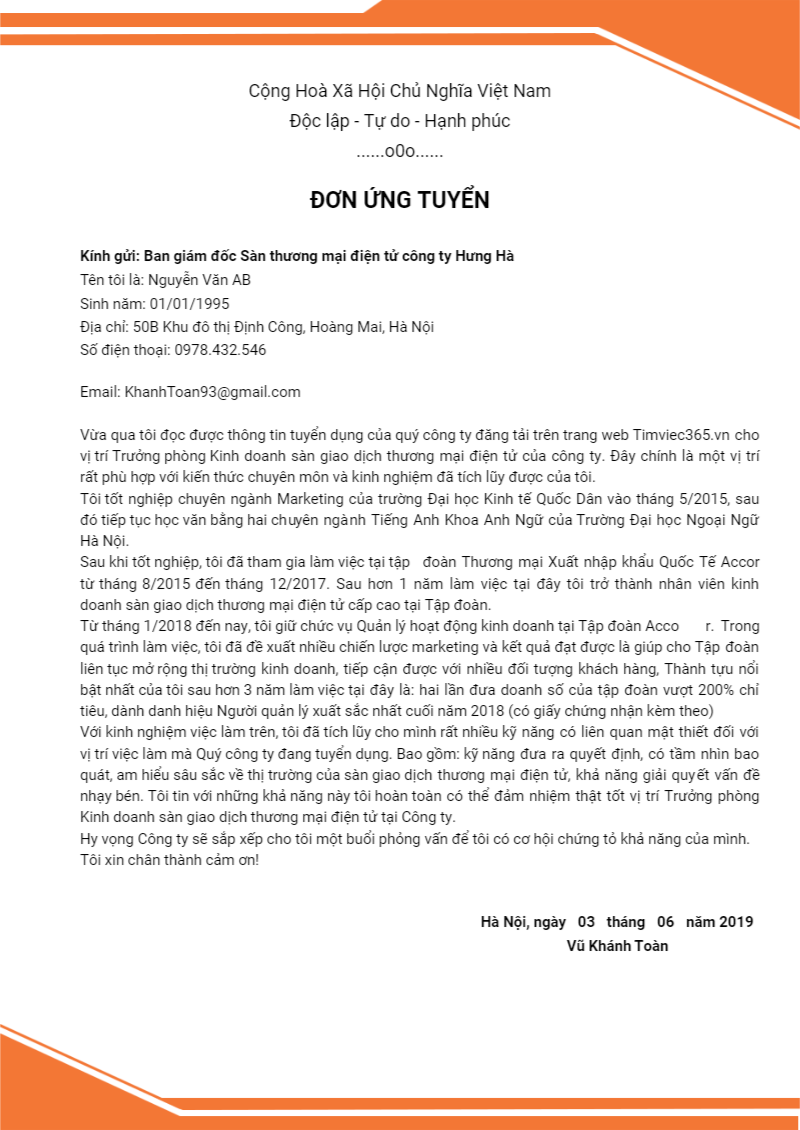 Cộng Hoà Xã Hội Chủ Nghĩa Việt Nam
Độc lập - Tự do - Hạnh phúc
......o0o......
ĐƠN ỨNG TUYỂN
Kính gửi: Ban giám đốc Sàn thương mại điện tử công ty Hưng Hà
Tên tôi là: Nguyễn Văn AB
Sinh năm: 01/01/1995
Địa chỉ: 50B Khu đô thị Định Công, Hoàng Mai, Hà Nội
Số điện thoại: 0978.432.546
Email: KhanhToan93@gmail.com
Vừa qua tôi đọc được thông tin tuyển dụng của quý công ty đăng tải trên trang web Timviec365.vn cho
vị trí Trưởng phòng Kinh doanh sàn giao dịch thương mại điện tử của công ty. Đây chính là một vị trí
rất phù hợp với kiến thức chuyên môn và kinh nghiệm đã tích lũy được của tôi.
Tôi tốt nghiệp chuyên ngành Marketing của trường Đại học Kinh tế Quốc Dân vào tháng 5/2015, sau
đó tiếp tục học văn bằng hai chuyên ngành Tiếng Anh Khoa Anh Ngữ của Trường Đại học Ngoại Ngữ
Hà Nội.
Sau khi tốt nghiệp, tôi đã tham gia làm việc tại tập đoàn Thương mại Xuất nhập khẩu Quốc Tế Accor
từ tháng 8/2015 đến tháng 12/2017. Sau hơn 1 năm làm việc tại đây tôi trở thành nhân viên kinh
doanh sàn giao dịch thương mại điện tử cấp cao tại Tập đoàn.
Từ tháng 1/2018 đến nay, tôi giữ chức vụ Quản lý hoạt động kinh doanh tại Tập đoàn Acco r. Trong
quá trình làm việc, tôi đã đề xuất nhiều chiến lược marketing và kết quả đạt được là giúp cho Tập đoàn
liên tục mở rộng thị trường kinh doanh, tiếp cận được với nhiều đối tượng khách hàng, Thành tựu nổi
bật nhất của tôi sau hơn 3 năm làm việc tại đây là: hai lần đưa doanh số của tập đoàn vượt 200% chỉ
tiêu, dành danh hiệu Người quản lý xuất sắc nhất cuối năm 2018 (có giấy chứng nhận kèm theo)
Với kinh nghiệm việc làm trên, tôi đã tích lũy cho mình rất nhiều kỹ năng có liên quan mật thiết đối với
vị trí việc làm mà Quý công ty đang tuyển dụng. Bao gồm: kỹ năng đưa ra quyết định, có tầm nhìn bao
quát, am hiểu sâu sắc về thị trường của sàn giao dịch thương mại điện tử, khả năng giải quyết vấn đề
nhạy bén. Tôi tin với những khả năng này tôi hoàn toàn có thể đảm nhiệm thật tốt vị trí Trưởng phòng
Kinh doanh sàn giao dịch thương mại điện tử tại Công ty.
Hy vọng Công ty sẽ sắp xếp cho tôi một buổi phỏng vấn để tôi có cơ hội chứng tỏ khả năng của mình.
Tôi xin chân thành cảm ơn!
Hà Nội, ngày 03 tháng 06 năm 2019
Vũ Khánh Toàn